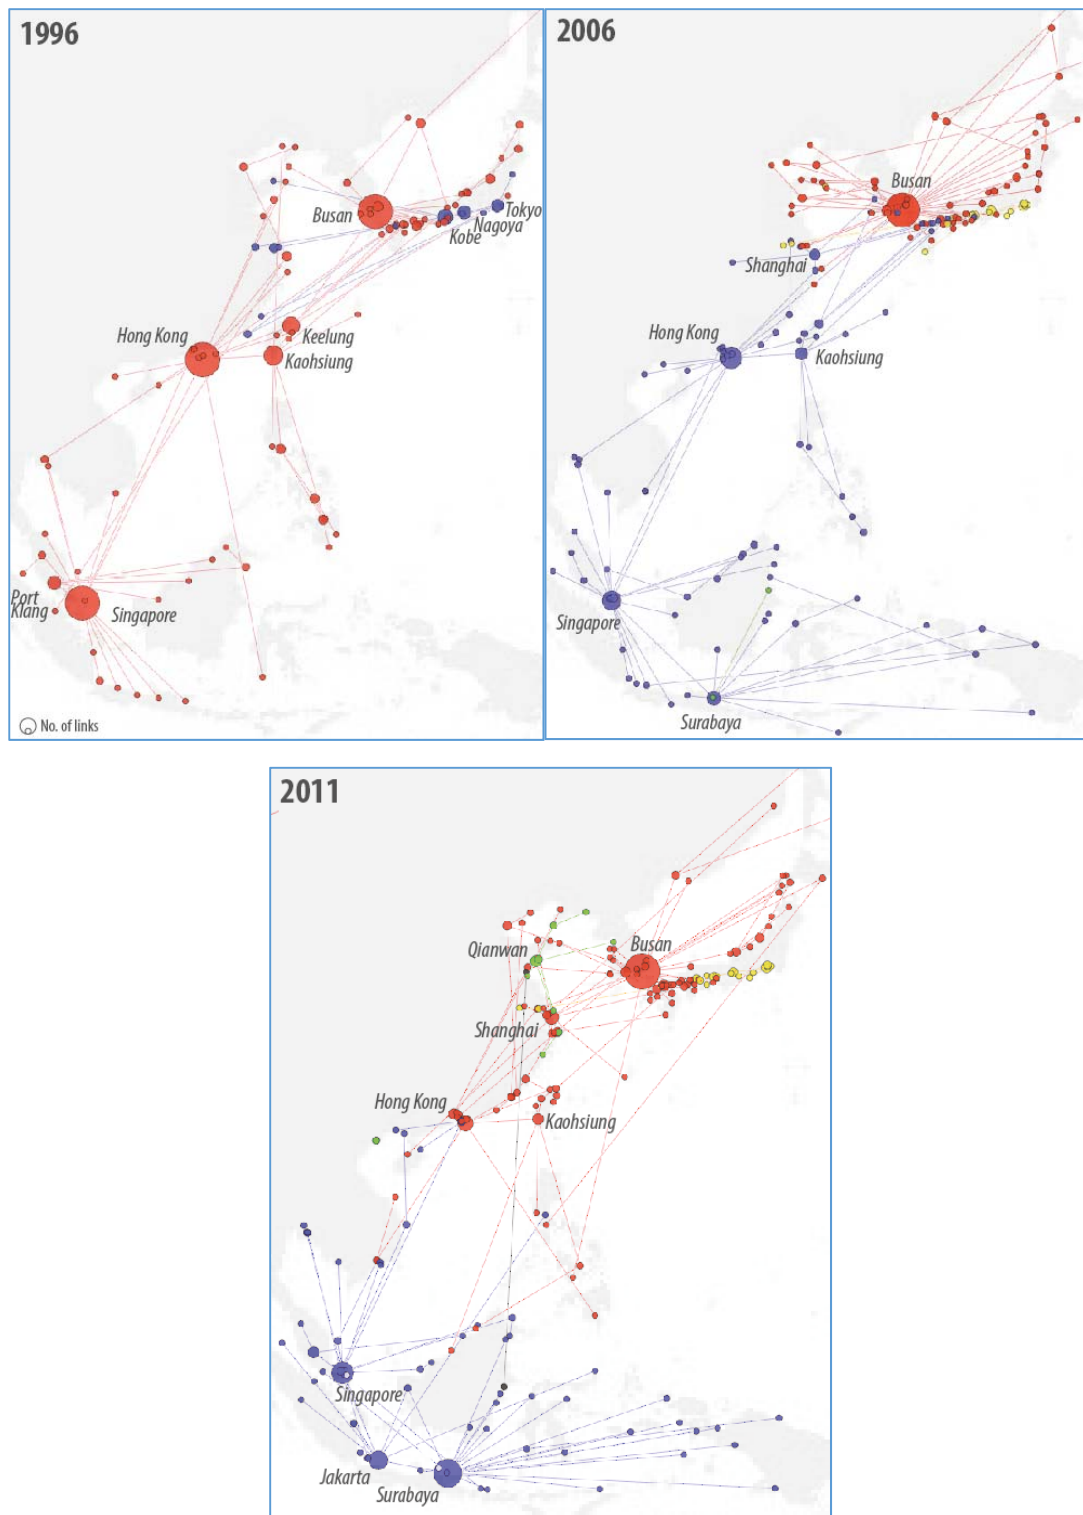 1996
Busan
Tokyo
Nagoya
Kobe
Hong Kong
Keelung
Kaohsiung
Port
Klang
Singapore
No. of links
2006
Busan
Shanghai
Hong Kong
Kaohsiung
Singapore
Surabaya
2011
Qianwan
Busan
Shanghai
Hong Kong
Kaohsiung
Singapore
Jakarta
Surabaya